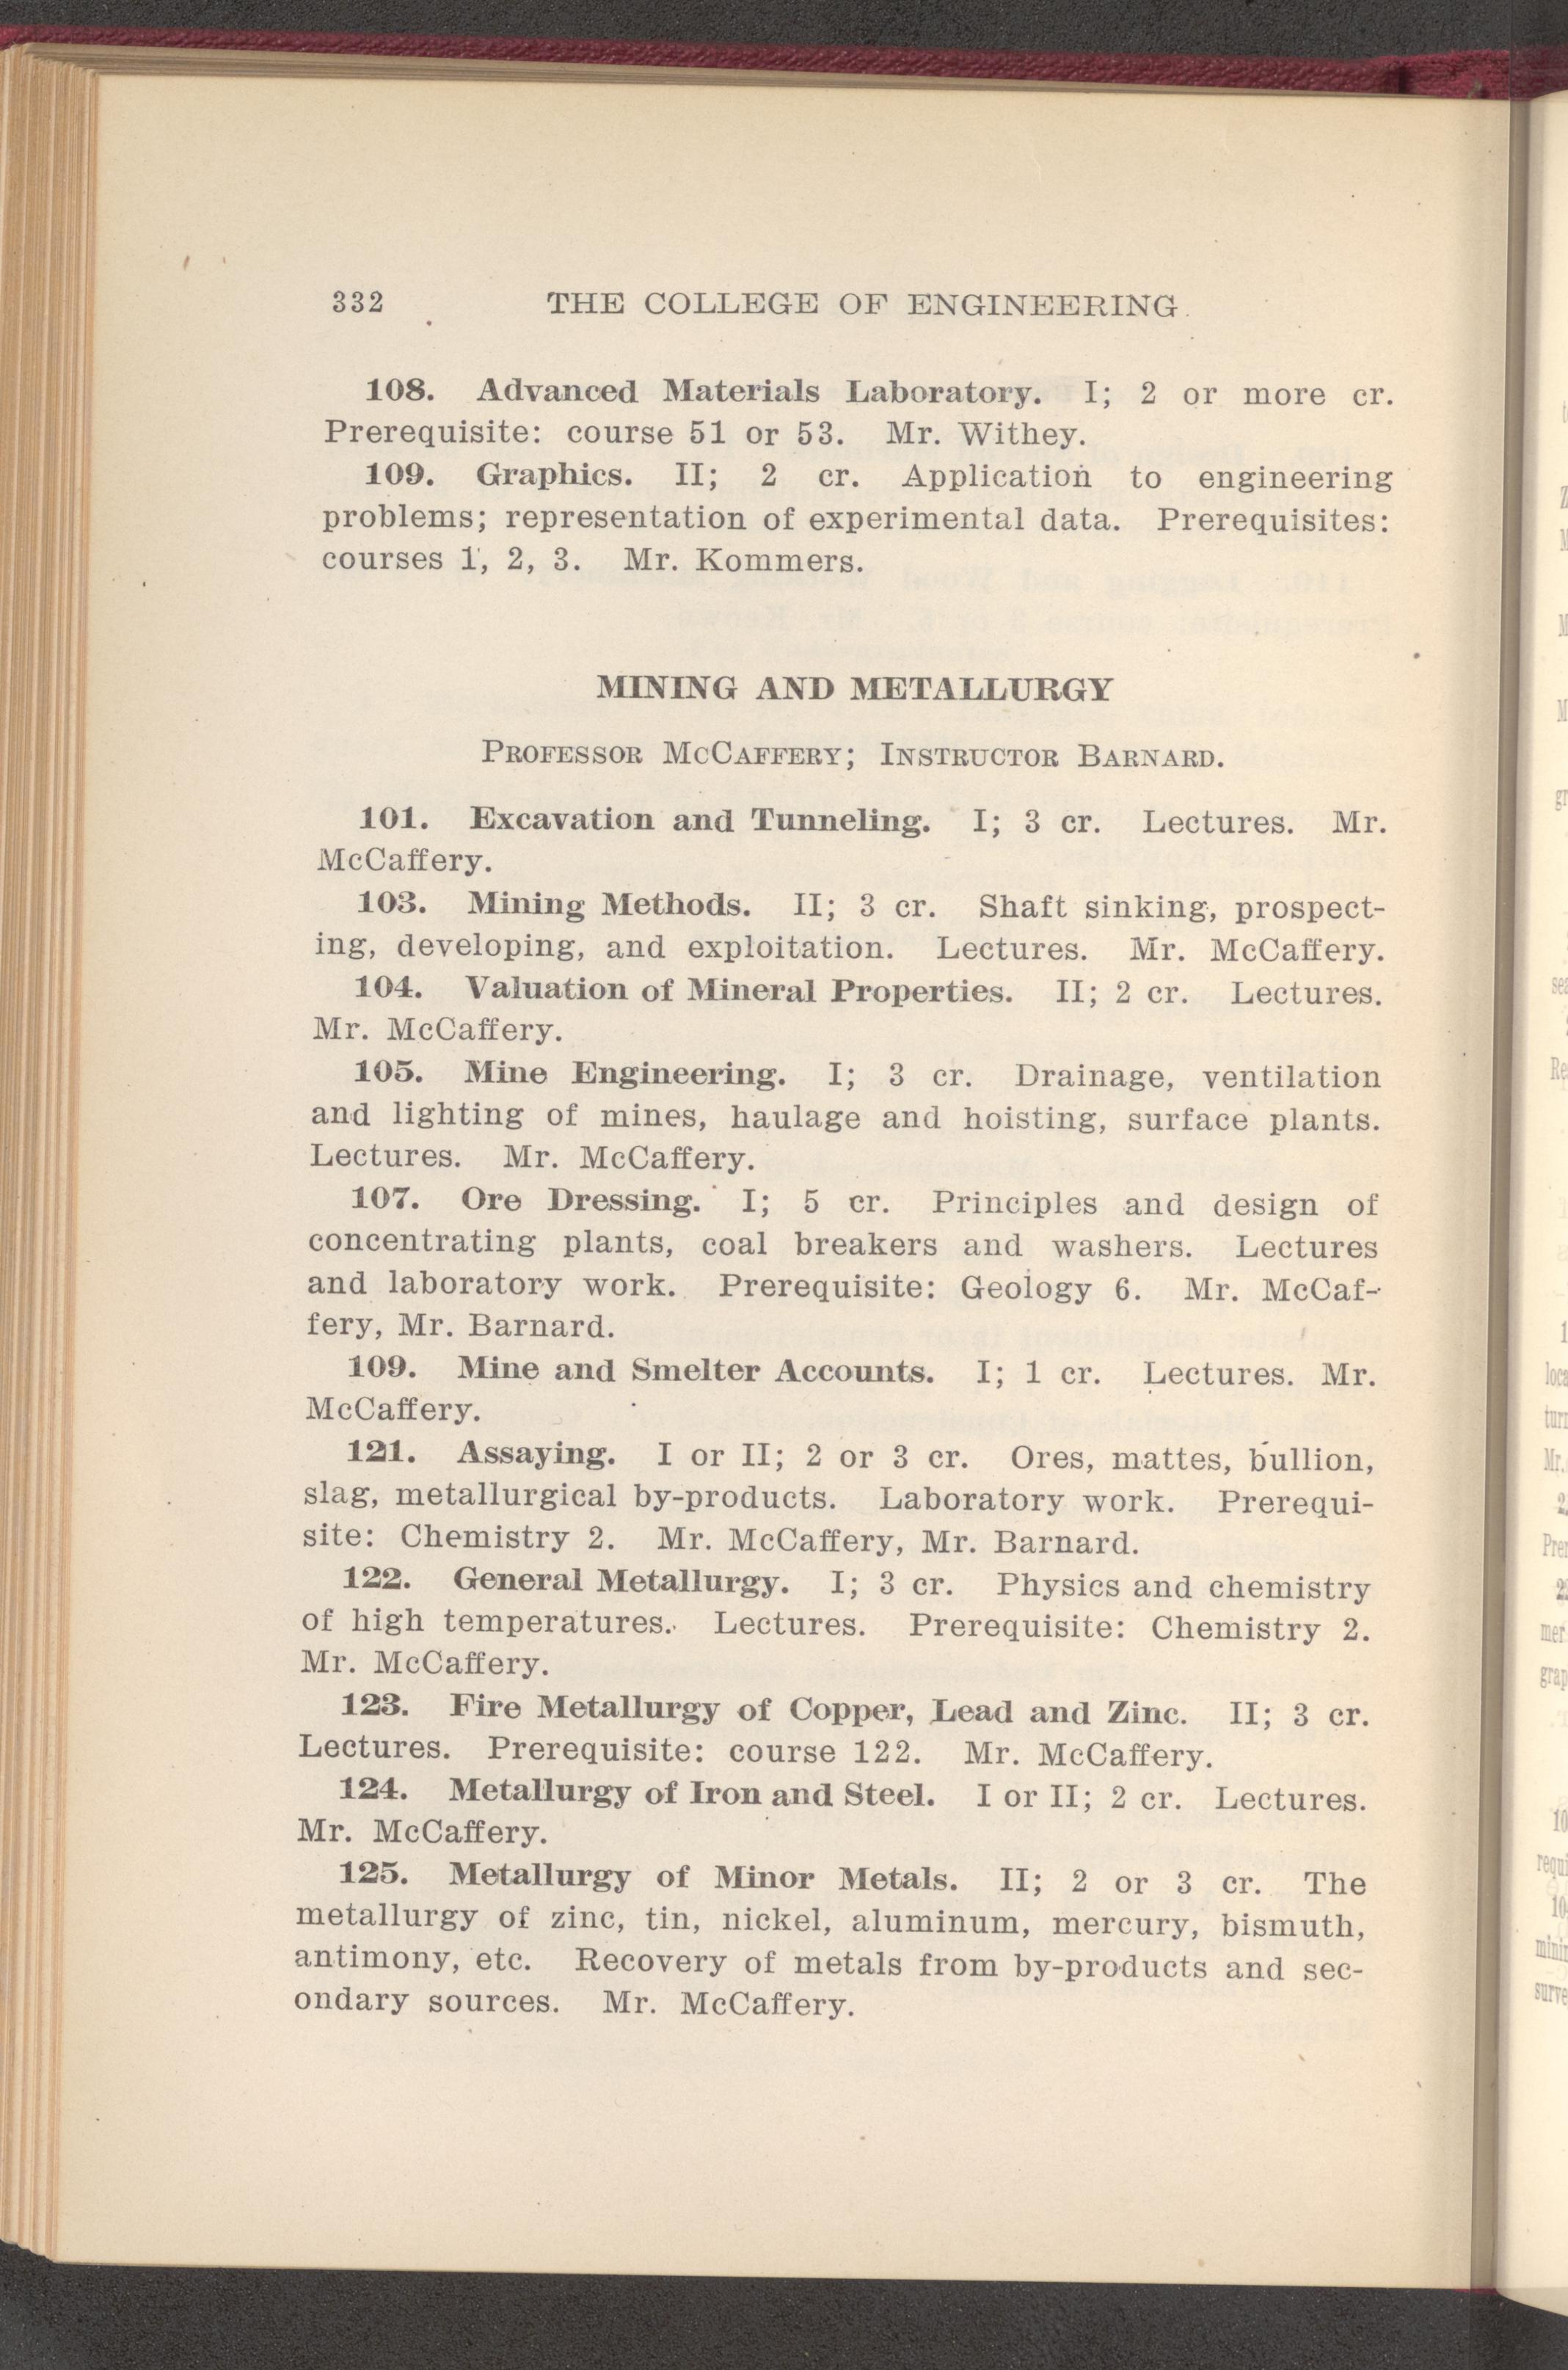 332 THE COLLEGE OF ENGINEERING
108. Advanced Materials Laboratory. I; 2 or more cr.
Prerequisite: course 51 or 53. Mr. Withey.
109. Graphics. II; 2 cr. Application to engineering
problems; representation of experimental data. Prerequisites:
courses 1, 2, 3. Mr. Kommers.
MINING AND METALLURGY
PROFESSOR MCCAFFERY; INSTRUCTOR BARNARD.
101. Excavation and Tunneling. I; 3 cr. Lectures. Mr.
McCaffery.
103. Mining Methods. II; 3 cr. Shaft sinking, prospect-
ing, developing, and exploitation. Lectures. Mr. McCaffery.
104. Valuation of Mineral Properties. II; 2 cr. Lectures.
Mr. McCaffery.
105. Mine Engineering. I; 3 cr. Drainage, ventilation
and lighting of mines, haulage and hoisting, surface plants.
Lectures. Mr. McCaffery.
107. Ore Dressing. I; 5 cr. Principles and design of
concentrating plants, coal breakers and washers. Lectures
and laboratory work. Prerequisite: Geology 6. Mr. McCaf-
fery, Mr. Barnard.
109. Mine and Smelter Accounts. I; 1 cr. Lectures. Mr.
McCaffery.
121. Assaying. I or II; 2 or 3 cr. Ores, mattes, bullion,
slag, metallurgical by-products. Laboratory work. Prerequi-
site: Chemistry 2. Mr. McCaffery, Mr. Barnard.
122. General Metallurgy. I; 3 cr. Physics and chemistry
of high temperatures. Lectures. Prerequisite: Chemistry 2.
Mr. McCaffery.
123. Fire Metallurgy of Copper, Lead and Zinc. II; 3 cr.
Lectures. Prerequisite: course 122. Mr. McCaffery.
124. Metallurgy of Iron and Steel. I or II; 2 cr. Lectures.
Mr. McCaffery.
125. Metallurgy of Minor Metals. II; 2 or 3 cr. The
metallurgy of zinc, tin, nickel, aluminum, mercury, bismuth,
antimony, etc. Recovery of metals from by-products and sec-
ondary sources. Mr. McCaffery.